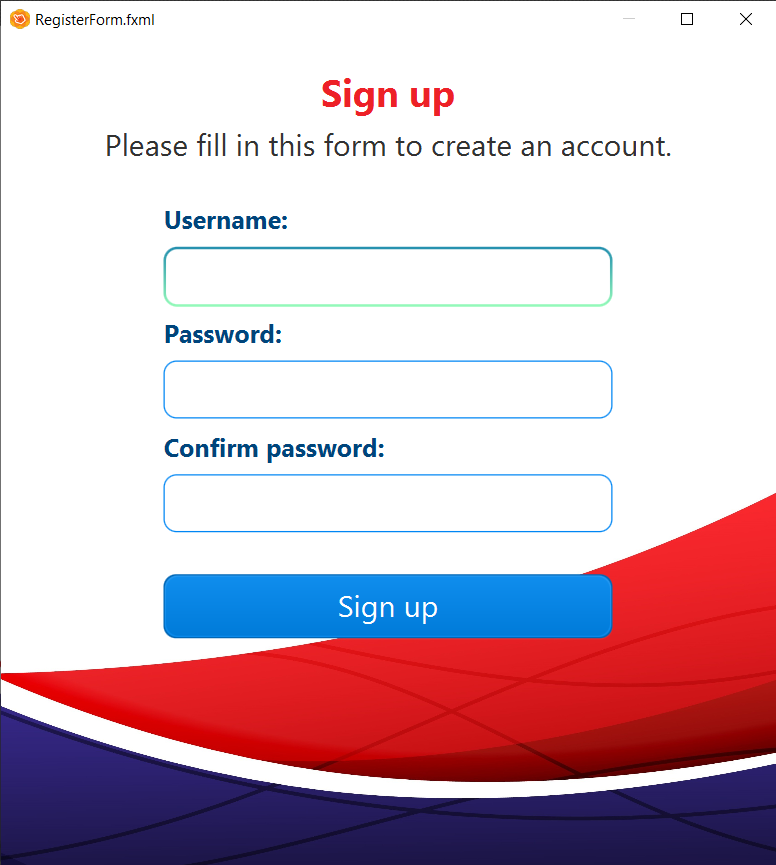 RegisterForm.fxml
Sign up
Please fill in this form to create an account.
Username:
Password:
Confirm password:
Sign up